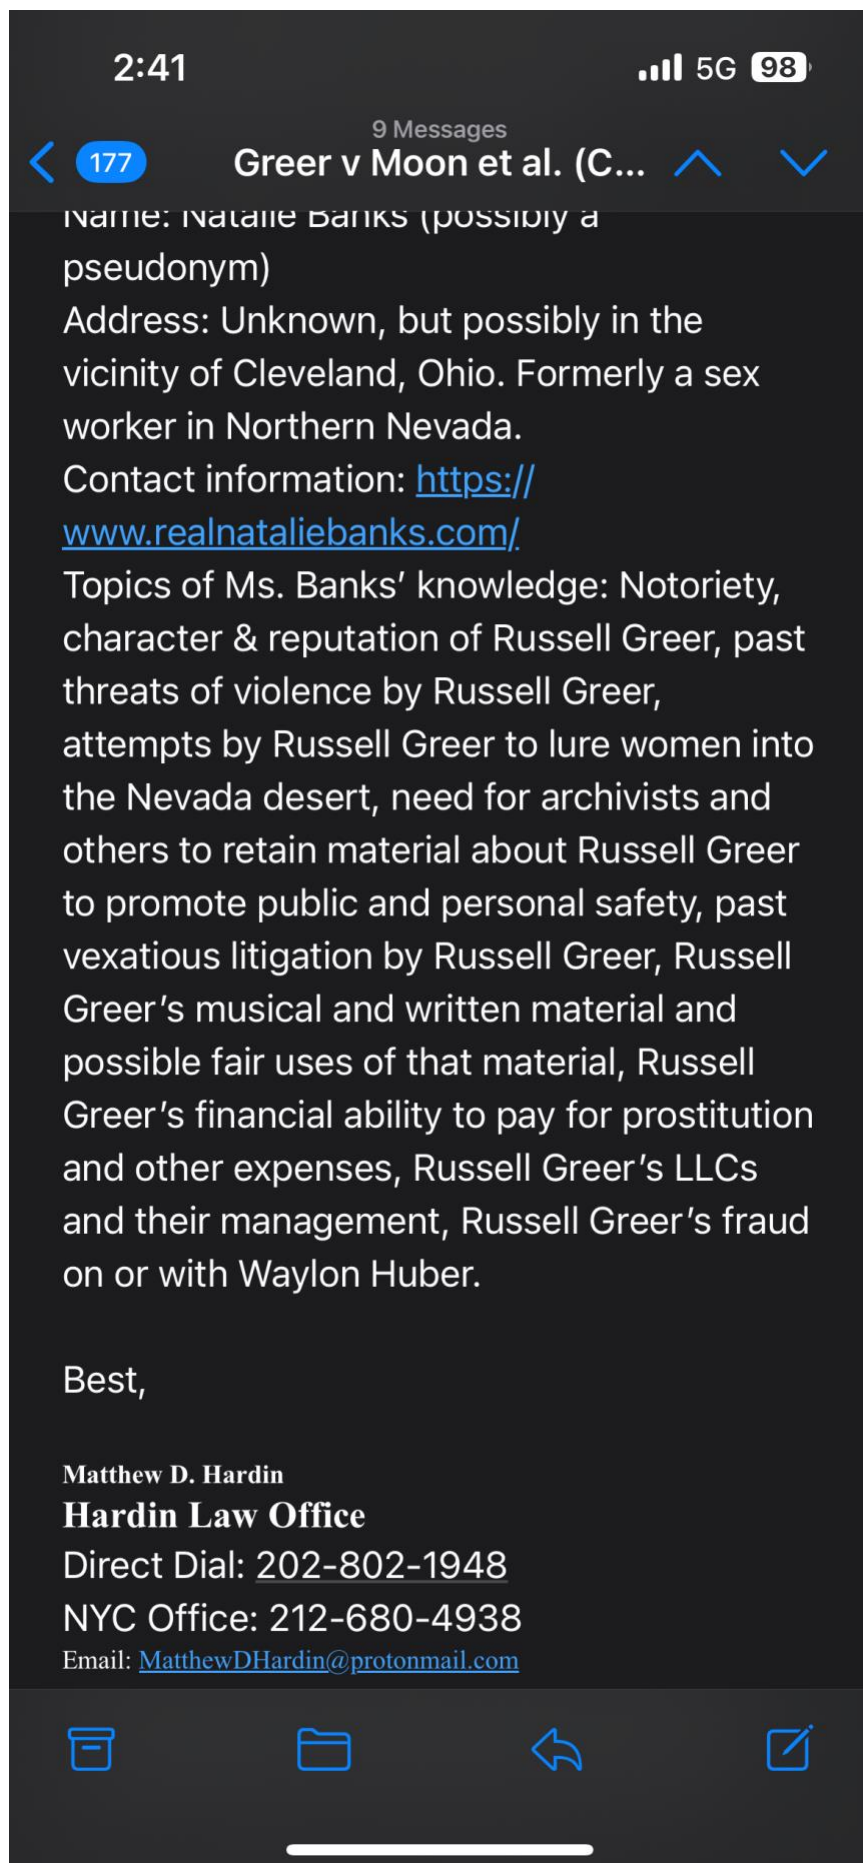 2:41
5G 98
9 Messages
177
Greer v Moon et al. (C...
Name: Natalie Banks (possibly a
pseudonym)
Address: Unknown, but possibly in the
vicinity of Cleveland, Ohio. Formerly a sex
worker in Northern Nevada.
Contact information: https://
www.realnataliebanks.com/
Topics of Ms. Banks’ knowledge: Notoriety,
character & reputation of Russell Greer, past
threats of violence by Russell Greer,
attempts by Russell Greer to lure women into
the Nevada desert, need for archivists and
others to retain material about Russell Greer
to promote public and personal safety, past
vexatious litigation by Russell Greer, Russell
Greer’s musical and written material and
possible fair uses of that material, Russell
Greer’s financial ability to pay for prostitution
and other expenses, Russell Greer’s LLCs
and their management, Russell Greer’s fraud
on or with Waylon Huber.
Best,
Matthew D. Hardin
Hardin Law Office
Direct Dial: 202-802-1948
NYC Office: 212-680-4938
Email: MatthewDHardin@protonmail.com